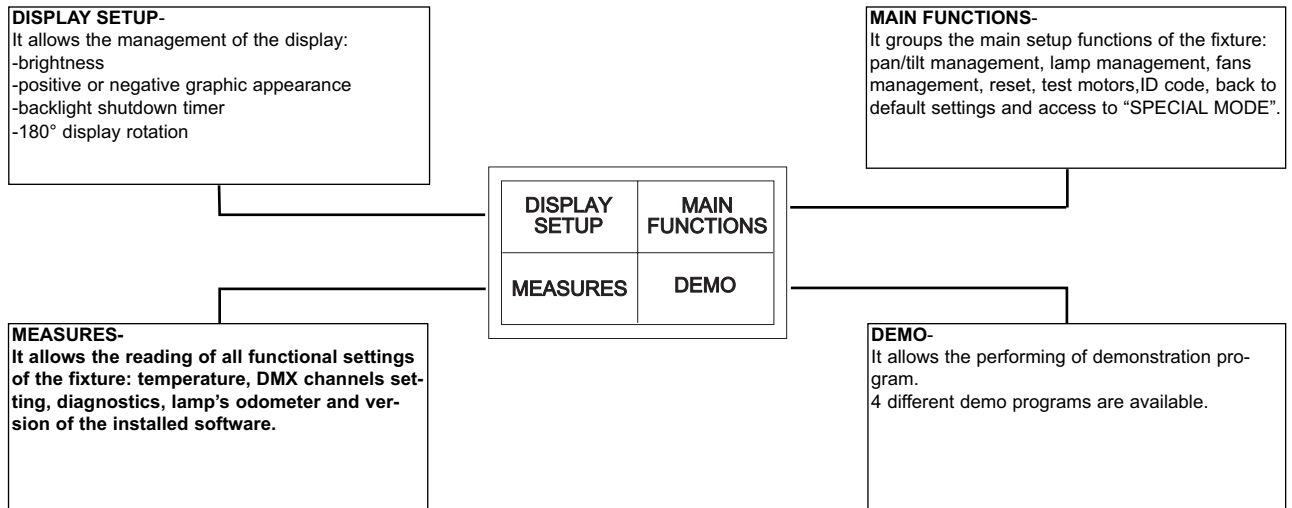 DISPLAY SETUP-
It allows the management of the display:
-brightness
-positive or negative graphic appearance
-backlight shutdown timer
-180° display rotation
MAIN FUNCTIONS-
It groups the main setup functions of the fixture:
pan/tilt management, lamp management, fans
management, reset, test motors,ID code, back to
default settings and access to “SPECIAL MODE”.
DISPLAY
SETUP
MAIN
FUNCTIONS
MEASURES
DEMO
MEASURES-
It allows the reading of all functional settings
of the fixture: temperature, DMX channels set-
ting, diagnostics, lamp’s odometer and ver-
sion of the installed software.
DEMO-
It allows the performing of demonstration pro-
gram.
4 different demo programs are available.